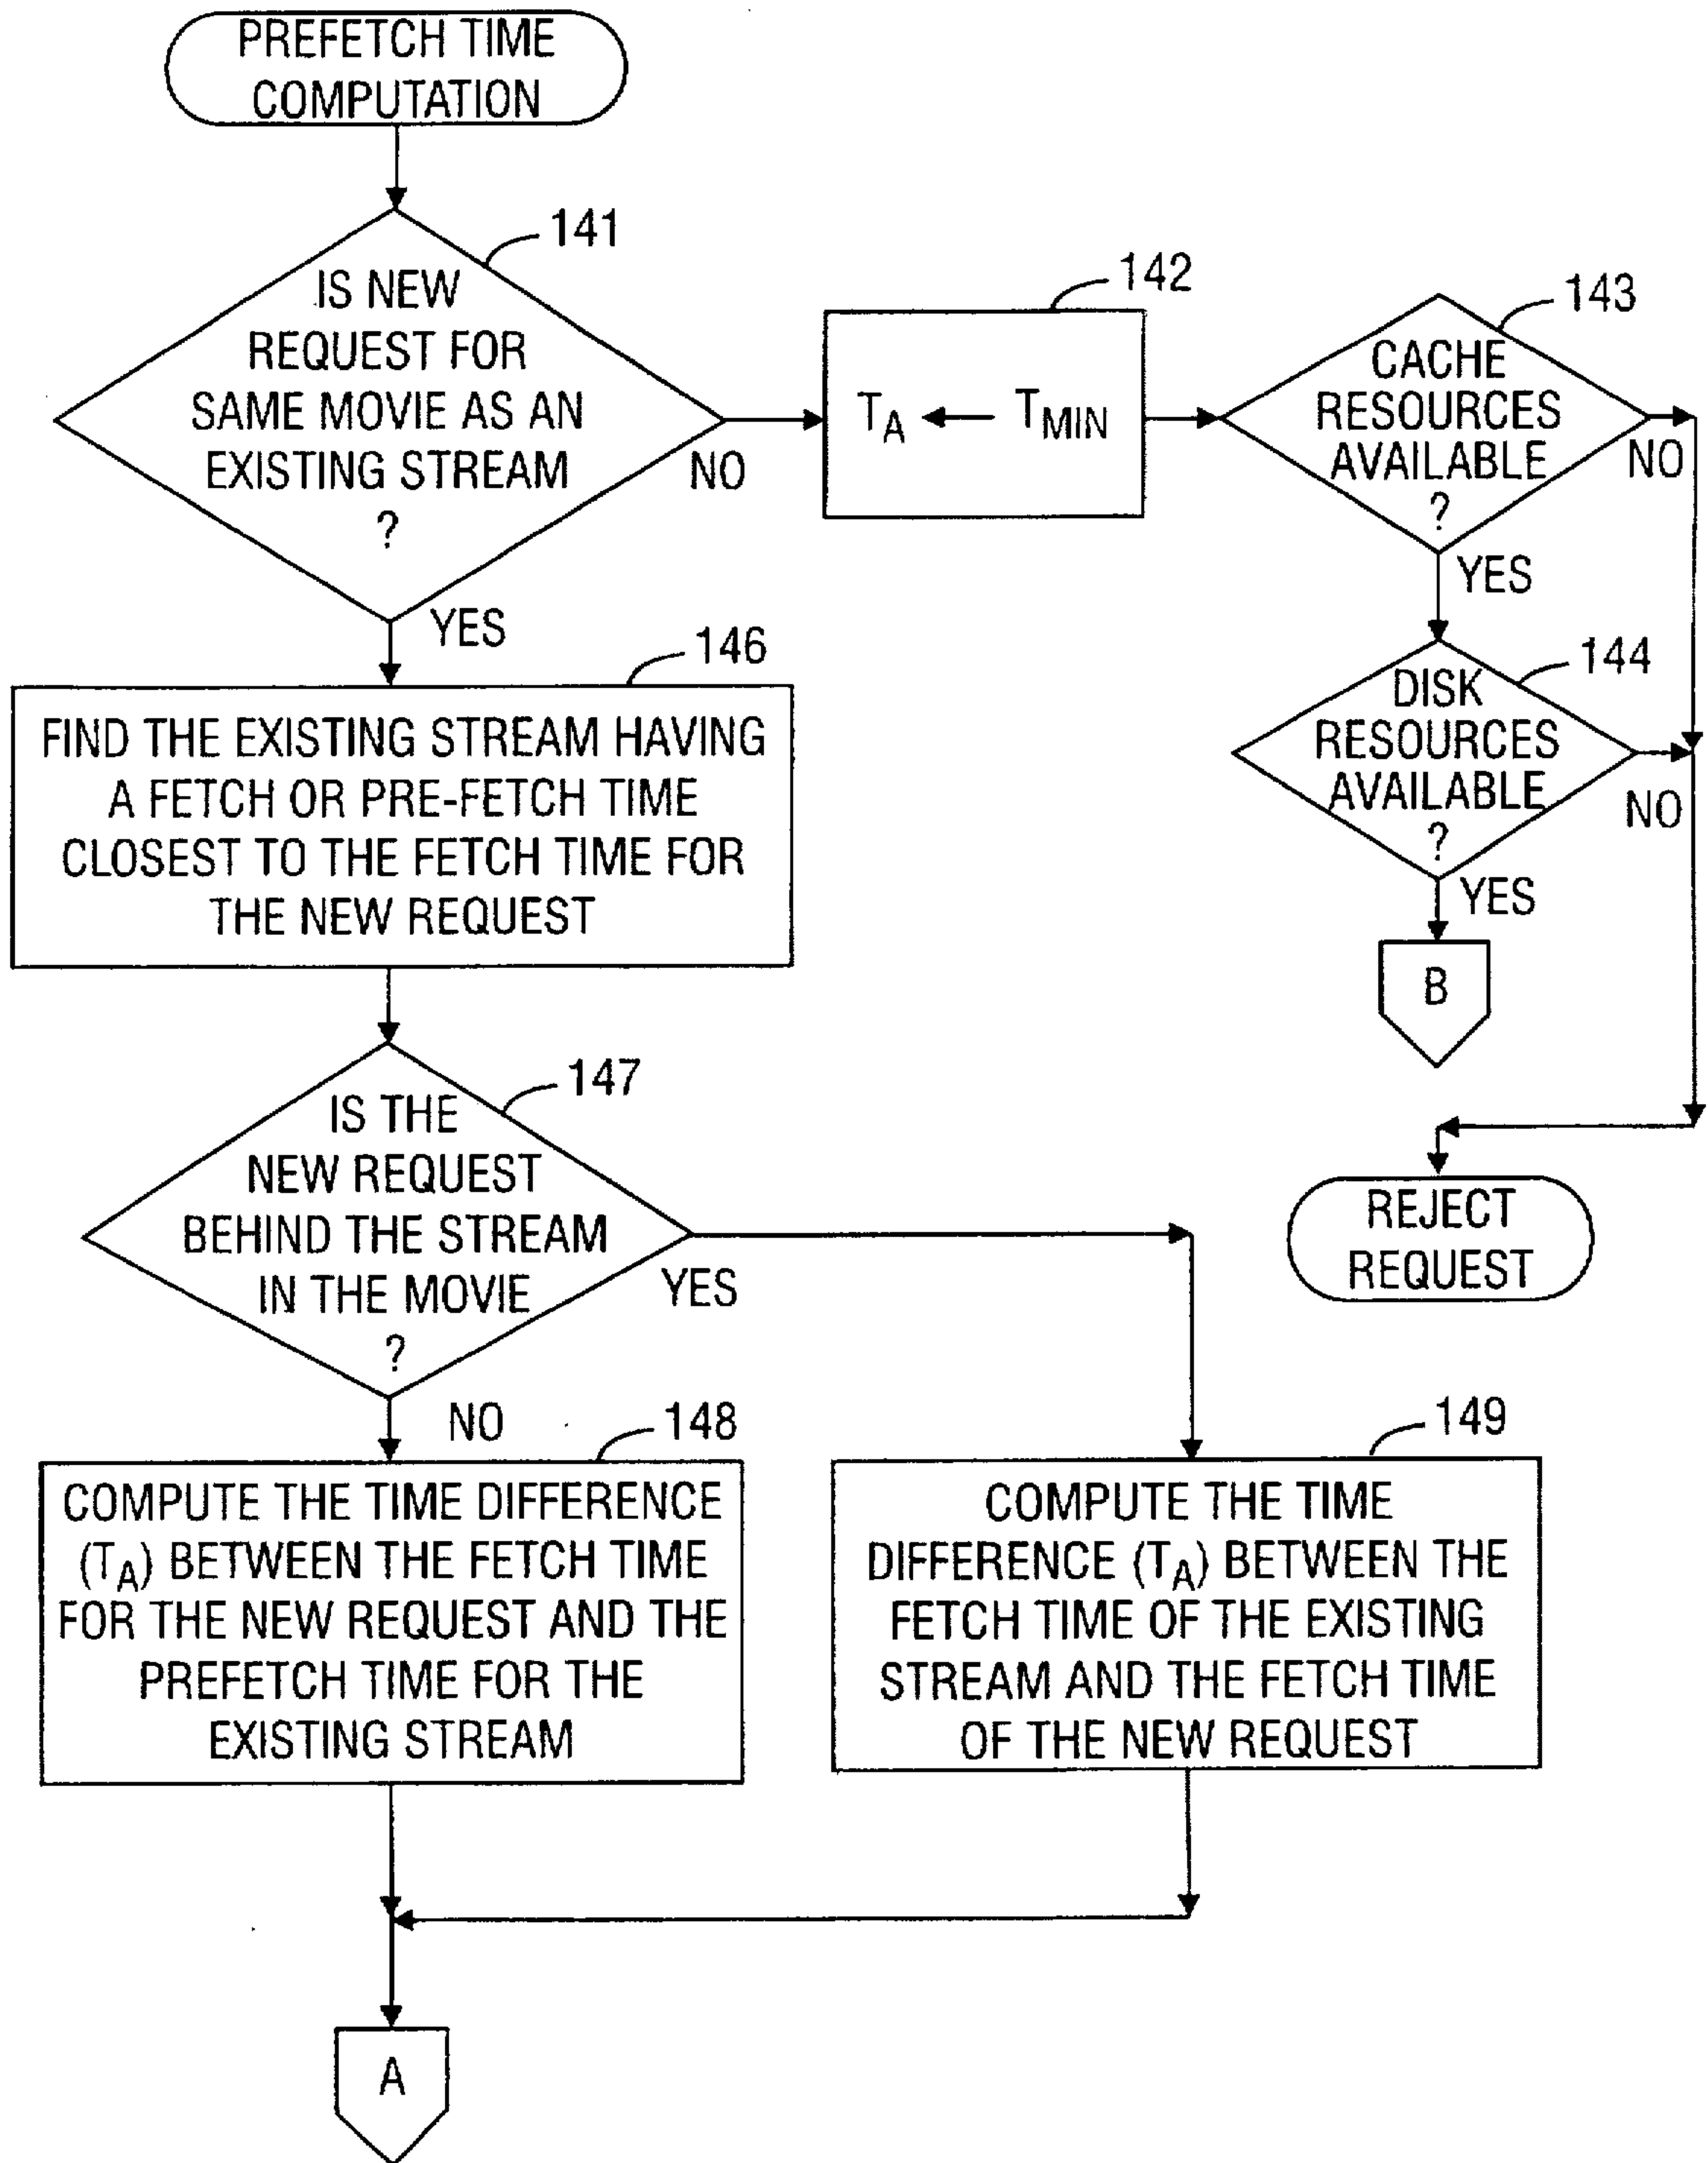 PREFETCH TIME
COMPUTATION
141
IS NEW
REQUEST FOR
SAME MOVIE AS AN
EXISTING STREAM
?
NO
YES
142
T_A ← T_MIN
143
CACHE
RESOURCES
AVAILABLE
?
NO
YES
144
DISK
RESOURCES
AVAILABLE
?
NO
YES
B
REJECT
REQUEST
146
FIND THE EXISTING STREAM HAVING
A FETCH OR PRE-FETCH TIME
CLOSEST TO THE FETCH TIME FOR
THE NEW REQUEST
147
IS THE
NEW REQUEST
BEHIND THE STREAM
IN THE MOVIE
?
YES
NO
148
COMPUTE THE TIME DIFFERENCE
(T_A) BETWEEN THE FETCH TIME
FOR THE NEW REQUEST AND THE
PREFETCH TIME FOR THE
EXISTING STREAM
149
COMPUTE THE TIME
DIFFERENCE (T_A) BETWEEN THE
FETCH TIME OF THE EXISTING
STREAM AND THE FETCH TIME
OF THE NEW REQUEST
A